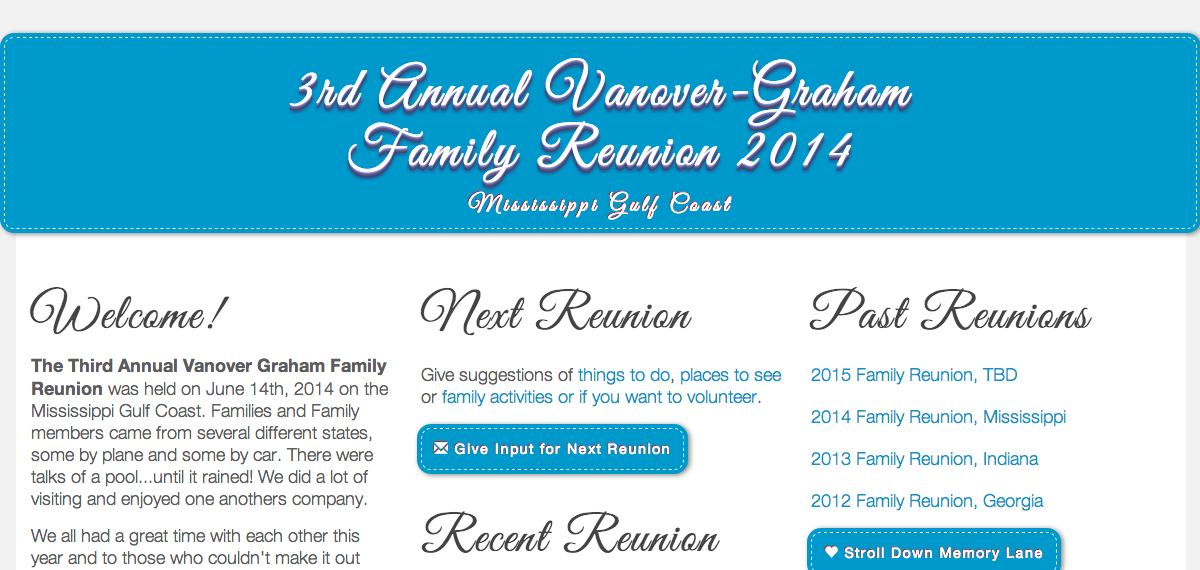 3rd Annual Vanover-Graham
Family Reunion 2014
Mississippi Gulf Coast
Welcome!
The Third Annual Vanover Graham Family
Reunion was held on June 14th, 2014 on the
Mississippi Gulf Coast. Families and Family
members came from several different states,
some by plane and some by car. There were
talks of a pool...until it rained! We did a lot of
visiting and enjoyed one anothers company.
We all had a great time with each other this
year and to those who couldn't make it out
Next Reunion
Give suggestions of things to do, places to see
or family activities or if you want to volunteer.
Give Input for Next Reunion
Recent Reunion
Past Reunions
2015 Family Reunion, TBD
2014 Family Reunion, Mississippi
2013 Family Reunion, Indiana
2012 Family Reunion, Georgia
Stroll Down Memory Lane